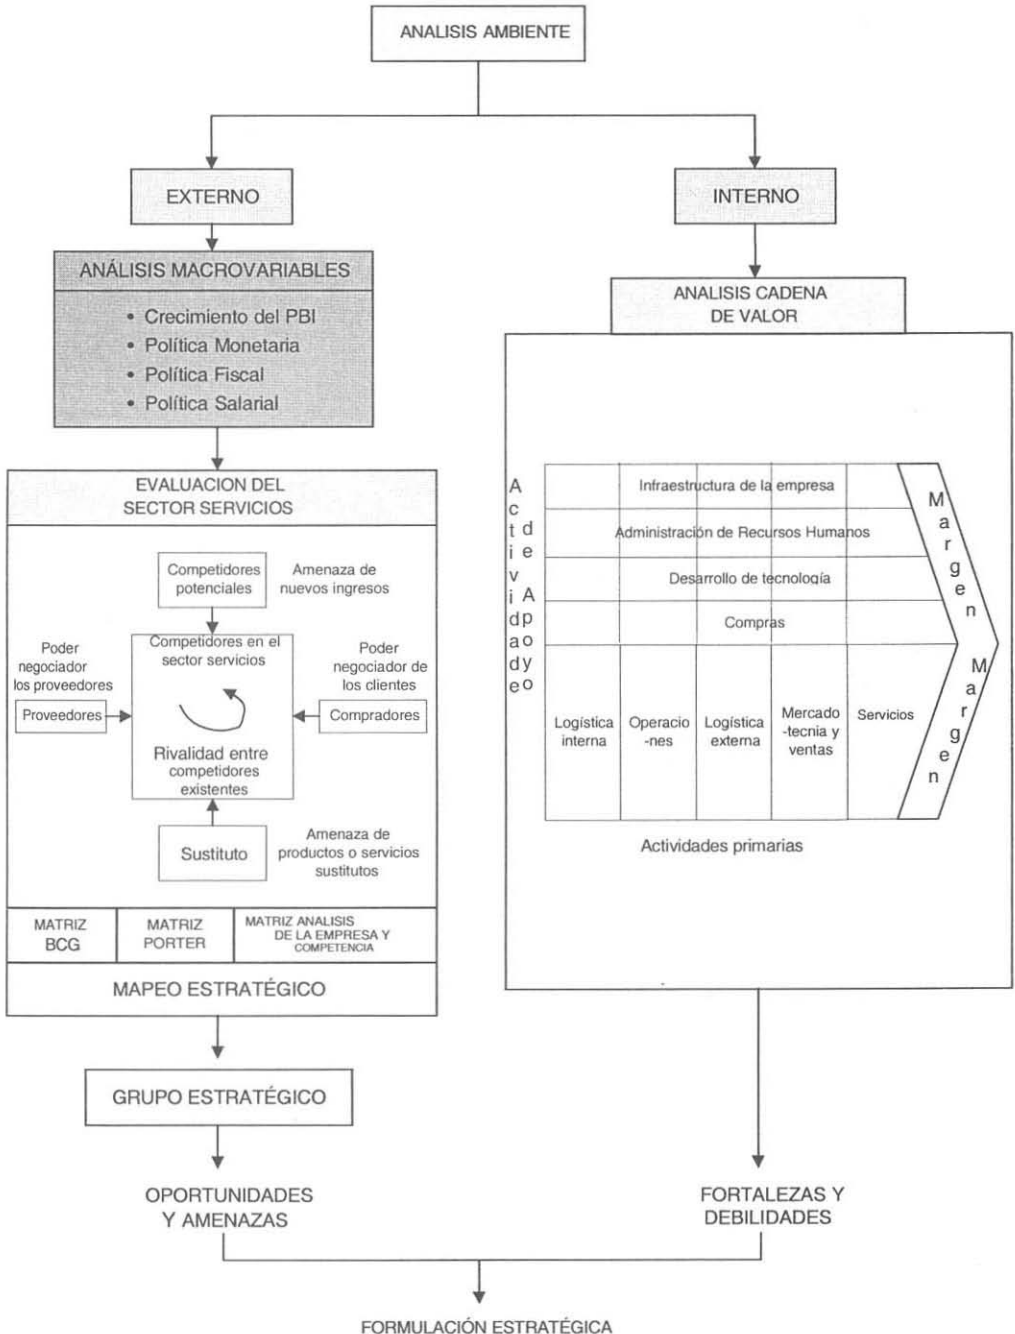 ANALISIS AMBIENTE
EXTERNO
INTERNO
ANÁLISIS MACROVARIABLES
• Crecimiento del PBI
• Política Monetaria
• Política Fiscal
• Política Salarial
EVALUACION DEL
SECTOR SERVICIOS
Competidores
potenciales
Amenaza de
nuevos ingresos
Poder
negociador
los proveedores
Proveedores
Competidores en el
sector servicios
Rivalidad entre
competidores
existentes
Poder
negociador de
los clientes
Compradores
Sustituto
Amenaza de
productos o servicios
sustitutos
MATRIZ
BCG
MATRIZ
PORTER
MATRIZ ANALISIS
DE LA EMPRESA Y
COMPETENCIA
MAPEO ESTRATÉGICO
GRUPO ESTRATÉGICO
OPORTUNIDADES
Y AMENAZAS
ANALISIS CADENA
DE VALOR
Actividade
de Apoyo
Infraestructura de la empresa
Administración de Recursos Humanos
Desarrollo de tecnología
Compras
Margen
Margen
Logística
interna
Operacio
-nes
Logística
externa
Mercado
-tecnia y
ventas
Servicios
Actividades primarias
FORTALEZAS Y
DEBILIDADES
FORMULACIÓN ESTRATÉGICA